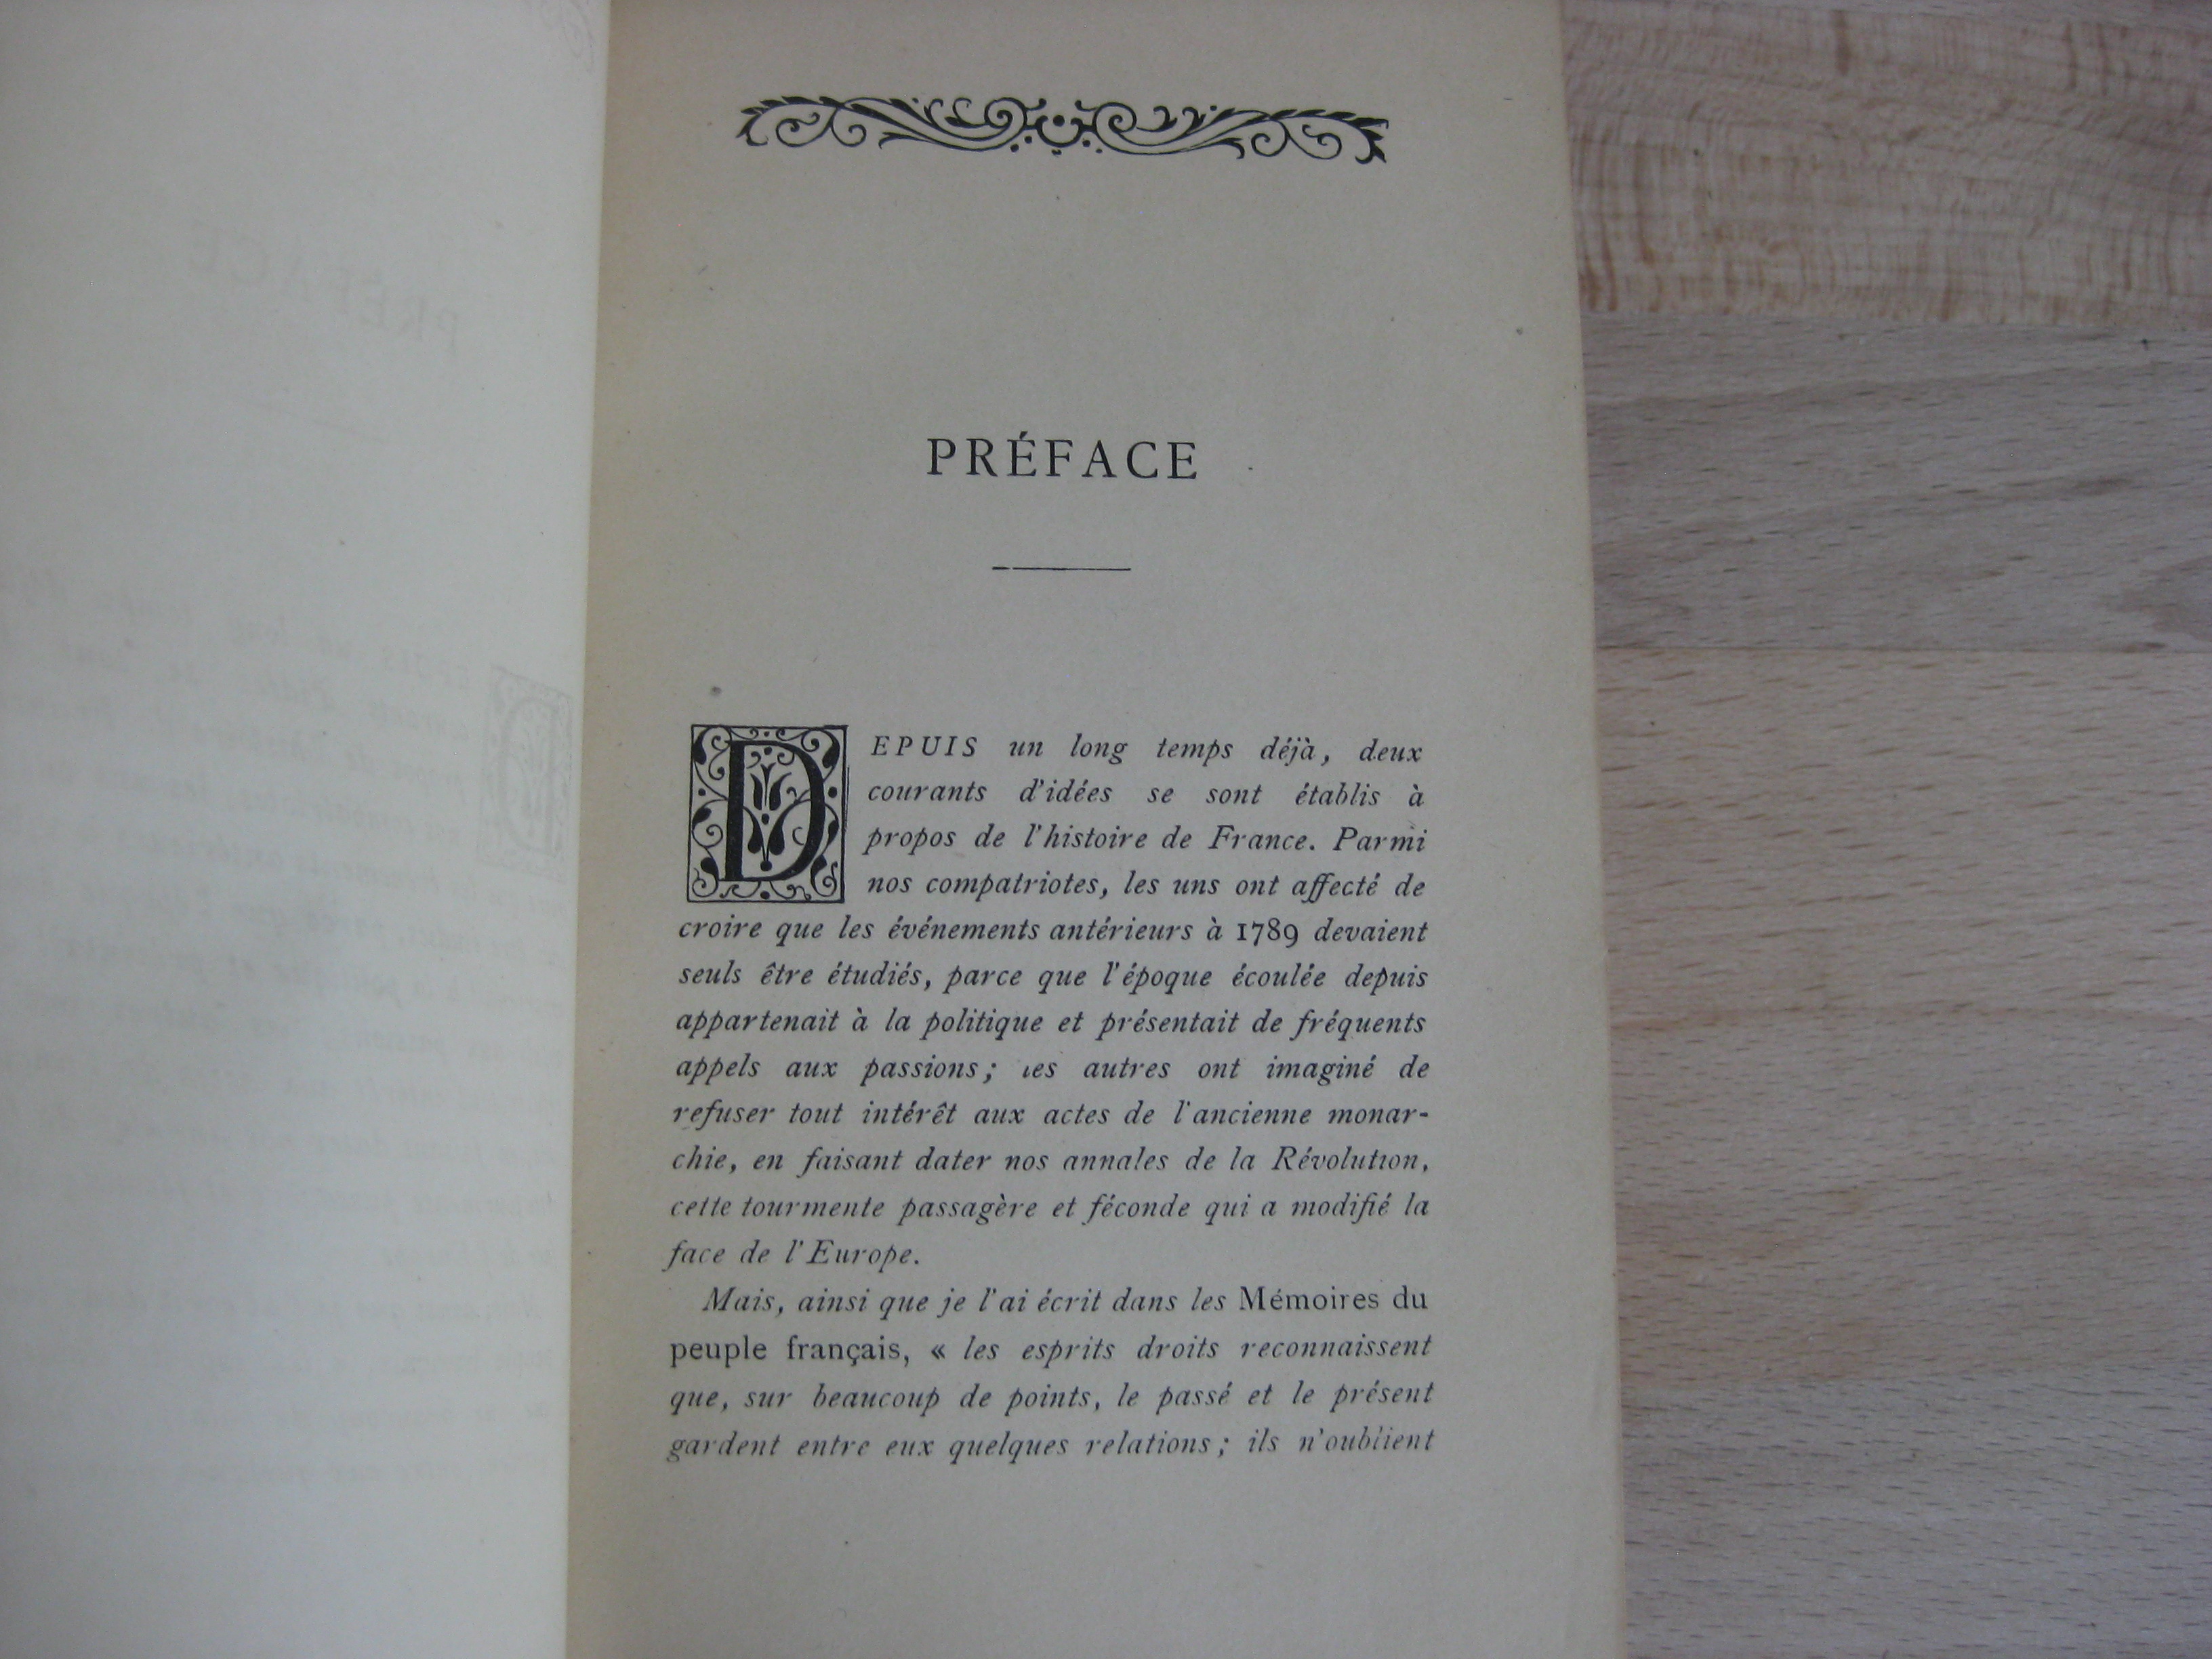 PRÉFACE
DEPUIS un long temps déjà, deux
courants d'idées se sont établis à
propos de l'histoire de France. Parmi
nos compatriotes, les uns ont affecté de
croire que les événements antérieurs à 1789 devaient
seuls être étudiés, parce que l'époque écoulée depuis
appartenait à la politique et présentait de fréquents
appels aux passions; les autres ont imaginé de
refuser tout intérêt aux actes de l'ancienne monar-
chie, en faisant dater nos annales de la Révolution,
cette tourmente passagère et féconde qui a modifié la
face de l'Europe.
Mais, ainsi que je l'ai écrit dans les Mémoires du
peuple français, « les esprits droits reconnaissent
que, sur beaucoup de points, le passé et le présent
gardent entre eux quelques relations; ils n'oublient